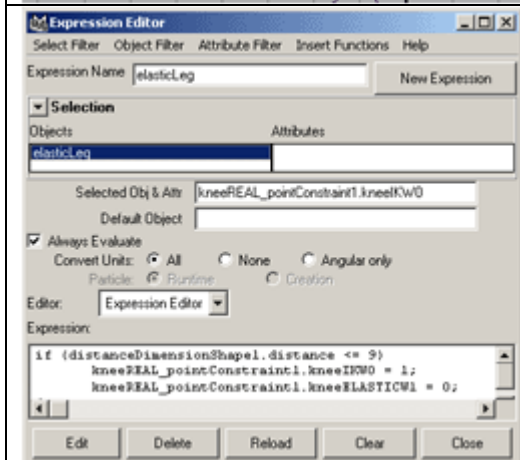 Expression Editor
Select Filter Object Filter Attribute Filter Insert Functions Help
Expression Name elasticLeg New Expression
Selection
Objects Attributes
elasticLeg
Selected Obj & Attr kneeREAL_pointConstraint1.kneeIKW0
Default Object
Always Evaluate
Convert Units: All None Angular only
Particle: Runtime Creation
Editor: Expression Editor
Expression:
if (distanceDimensionShape1.distance <= 9)
kneeREAL_pointConstraint1.kneeIKW0 = 1;
kneeREAL_pointConstraint1.kneeELASTICW1 = 0;
Edit Delete Reload Clear Close